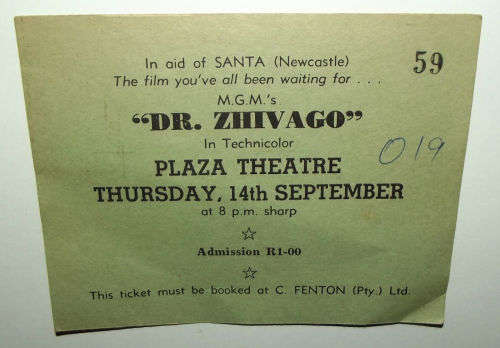 In aid of SANTA (Newcastle)
59
The film you've all been waiting for . . .
M.G.M.'s
"DR. ZHIVAGO"
In Technicolor
019
PLAZA THEATRE
THURSDAY, 14th SEPTEMBER
at 8 p.m. sharp
Admission R1-00
This ticket must be booked at C. FENTON (Pty.) Ltd.